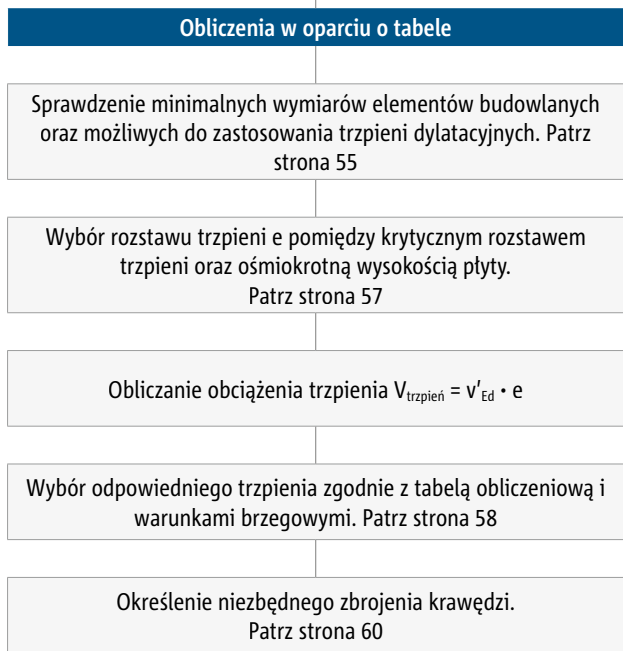 Obliczenia w oparciu o tabele
Sprawdzenie minimalnych wymiarów elementów budowlanych
oraz możliwych do zastosowania trzpieni dylatacyjnych. Patrz
strona 55
Wybór rozstawu trzpieni e pomiędzy krytycznym rozstawem
trzpieni oraz ośmiokrotną wysokością płyty.
Patrz strona 57
Obliczanie obciążenia trzpienia V_trzpień = v'_Ed • e
Wybór odpowiedniego trzpienia zgodnie z tabelą obliczeniową i
warunkami brzegowymi. Patrz strona 58
Określenie niezbędnego zbrojenia krawędzi.
Patrz strona 60